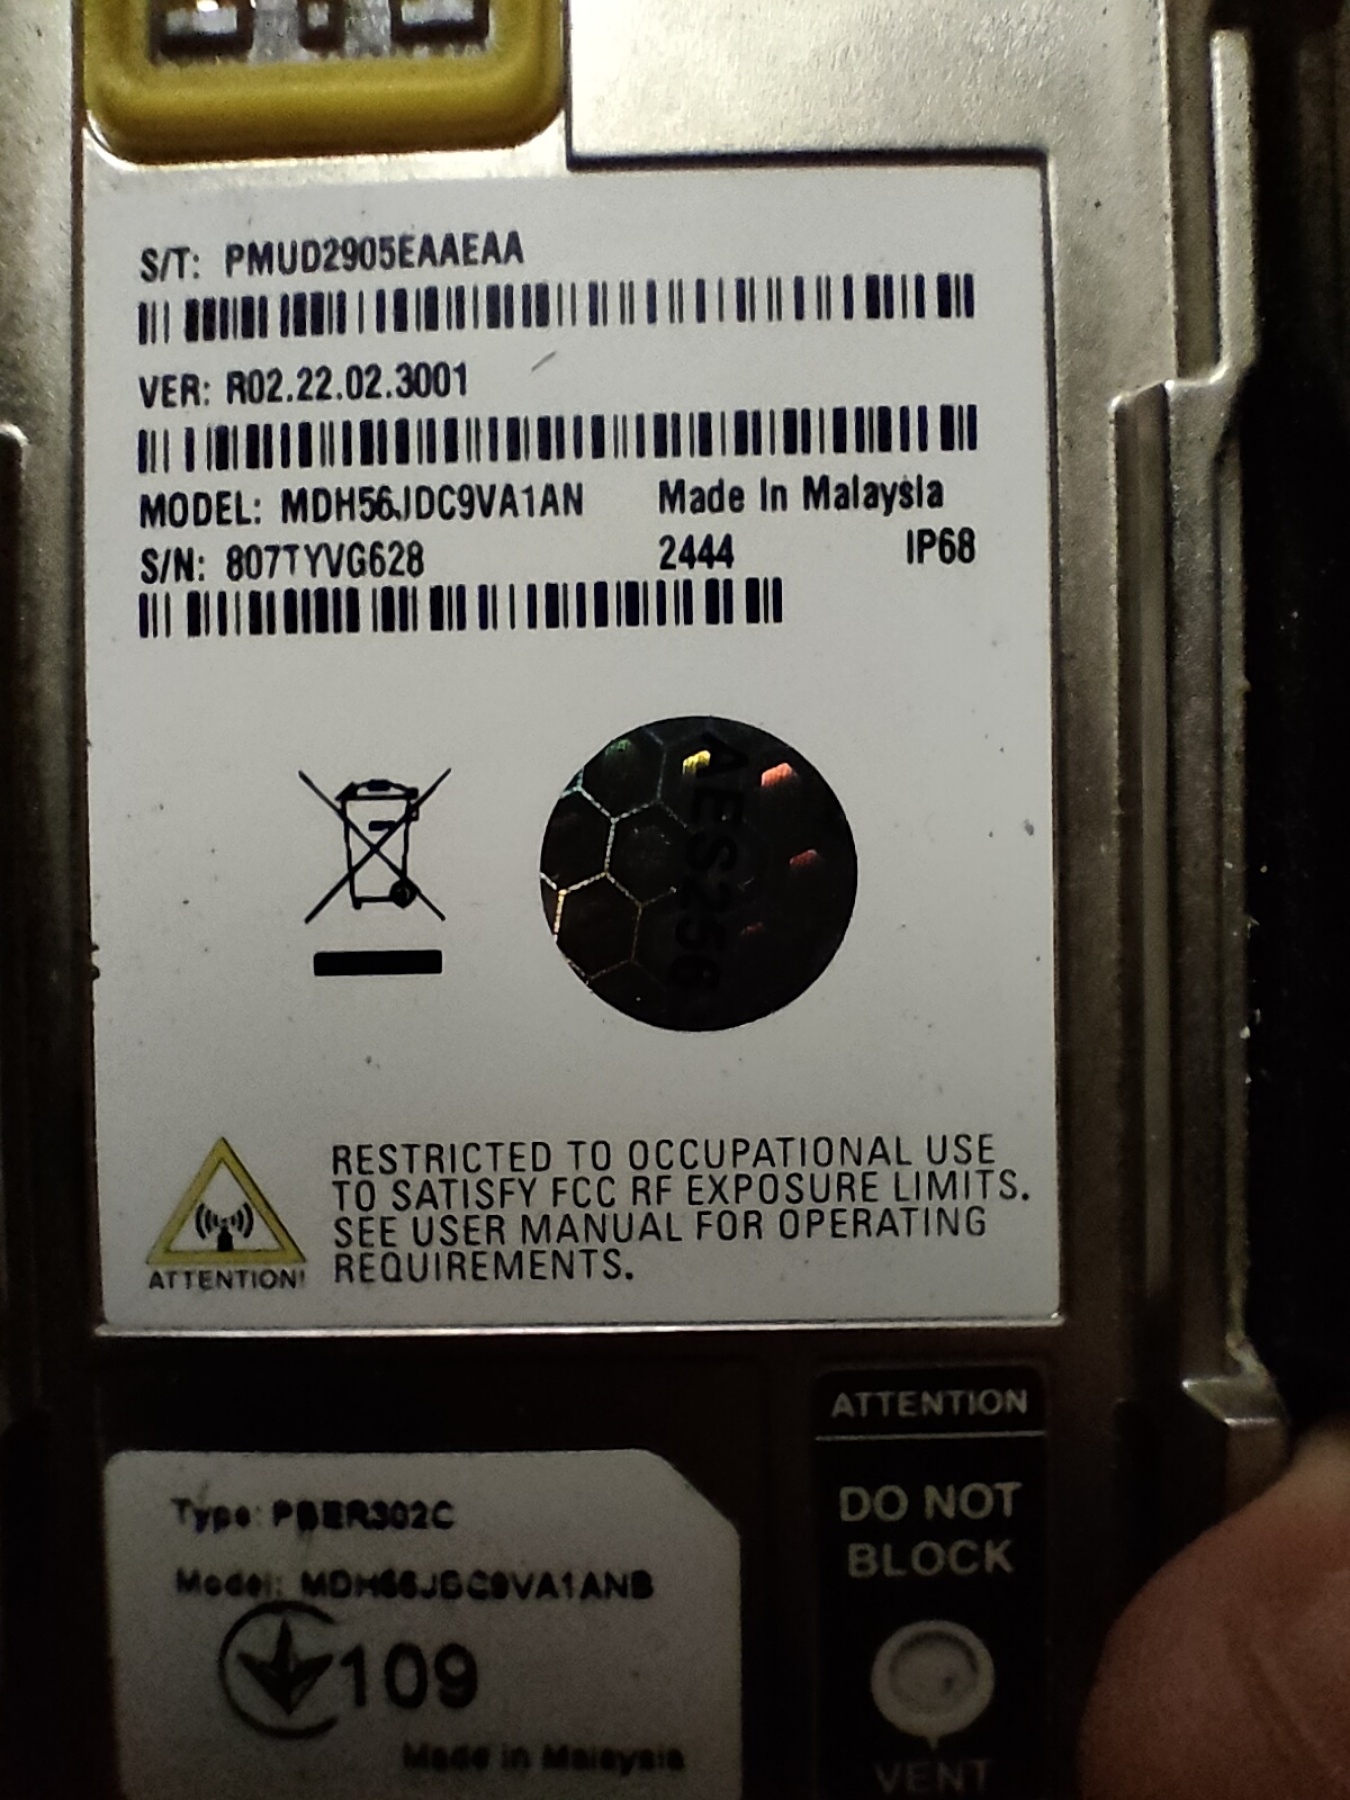 S/T: PMUD2905EAAEAA
VER: R02.22.02.3001
MODEL: MDH56JDC9VA1AN Made In Malaysia
S/N: 807TYVG628 2444 IP68
AES256
ATTENTION!
RESTRICTED TO OCCUPATIONAL USE
TO SATISFY FCC RF EXPOSURE LIMITS.
SEE USER MANUAL FOR OPERATING
REQUIREMENTS.
ATTENTION
DO NOT
BLOCK
VENT
Type: PBER302C
Model: MDH56JDC9VA1ANB
109
Made in Malaysia